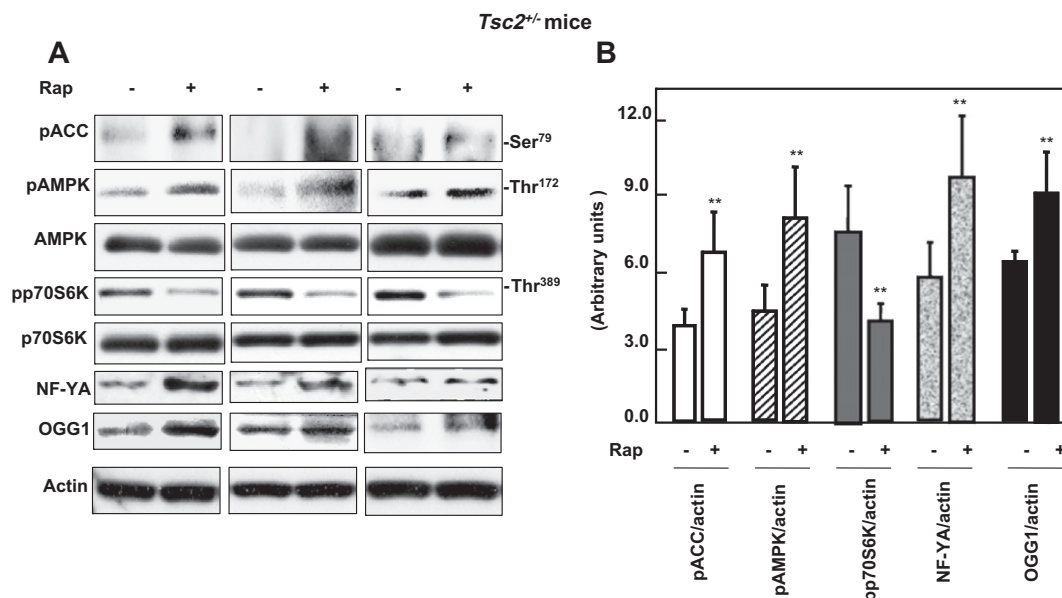 Tsc2+/- mice
A
Rap - + - + - +
pACC
-Ser79
pAMPK
-Thr172
AMPK
pp70S6K
-Thr389
p70S6K
NF-YA
OGG1
Actin
B
(Arbitrary units)
12.0
9.0
6.0
3.0
0.0
** ** ** ** **
Rap - + - + - + - + - +
pACC/actin
pAMPK/actin
pp70S6K/actin
NF-YA/actin
OGG1/actin